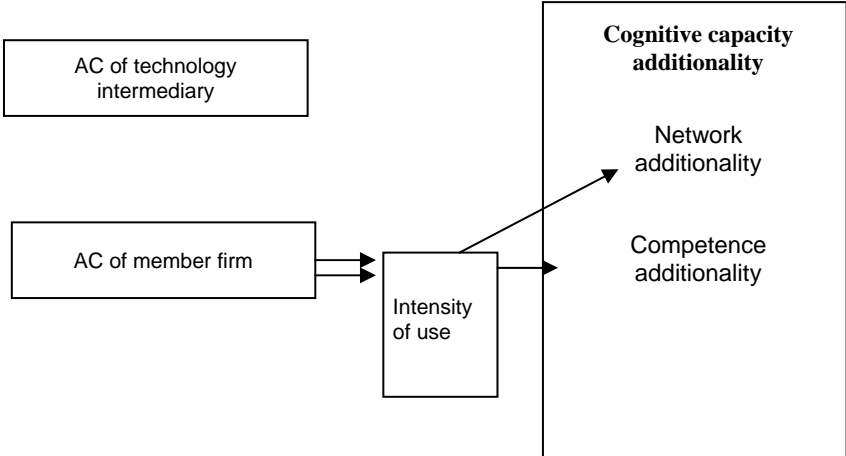 AC of technology
intermediary
Cognitive capacity
additionality
Network
additionality
AC of member firm
Intensity
of use
Competence
additionality